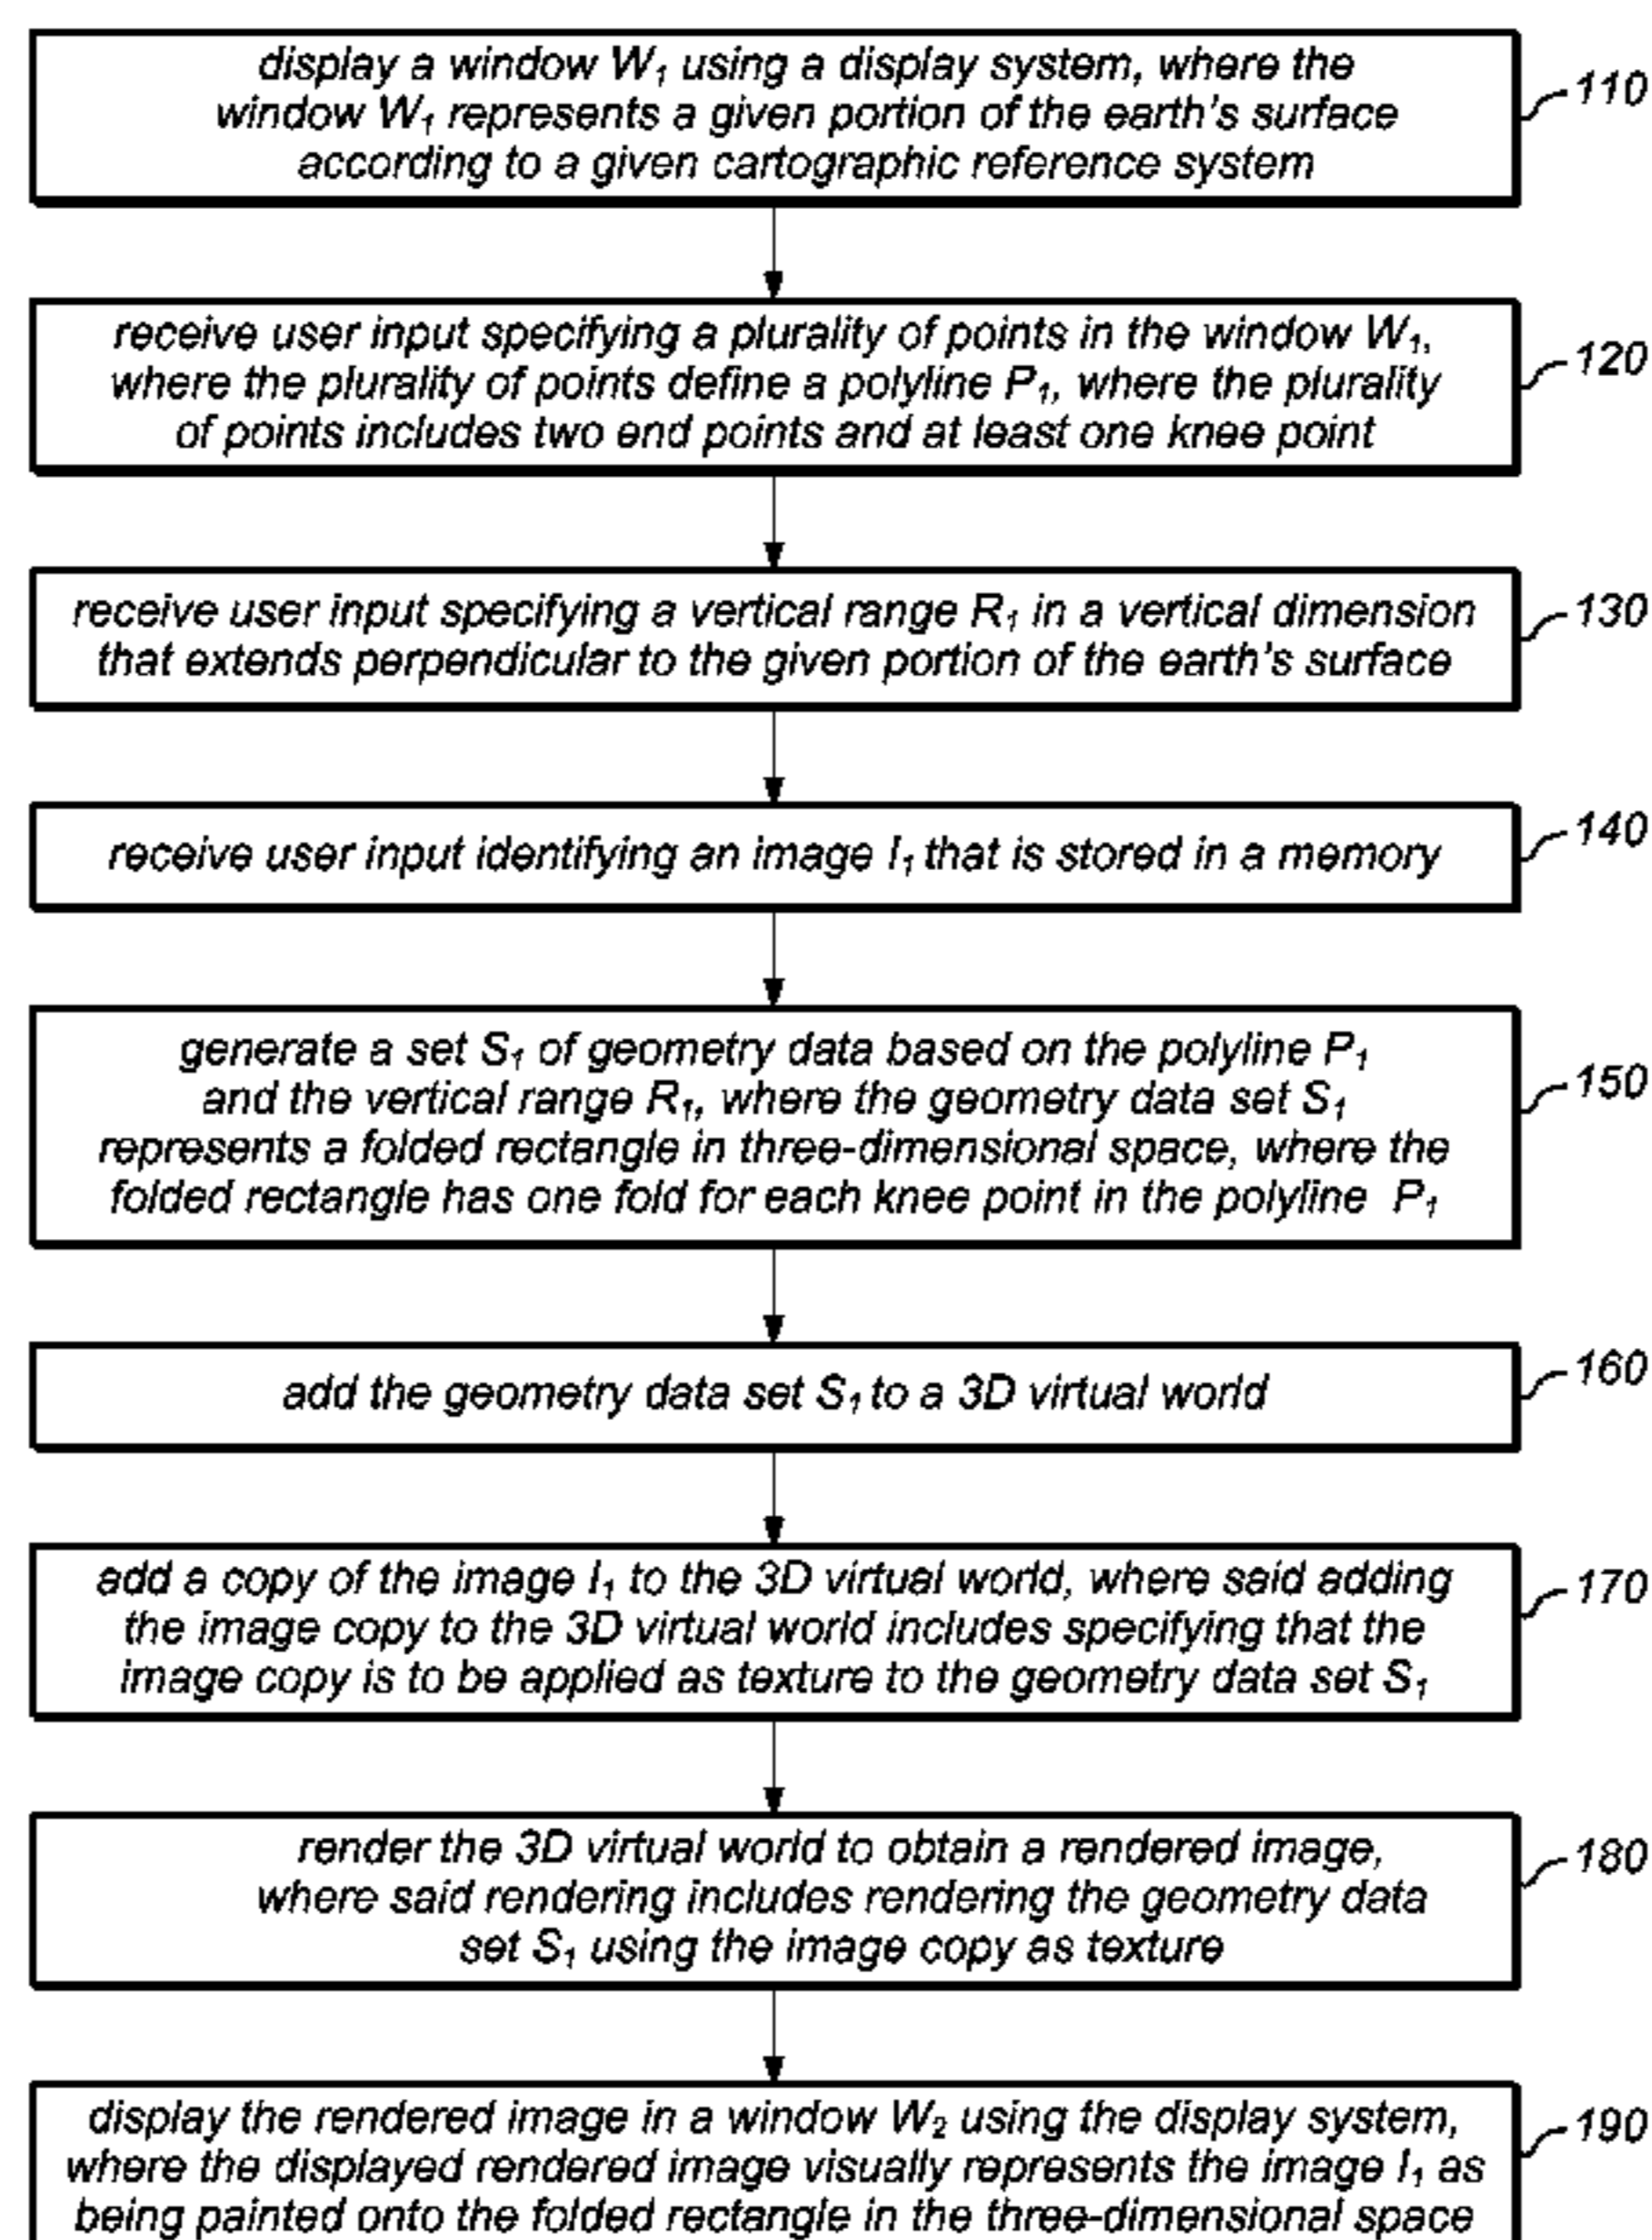 display a window W₁ using a display system, where the
window W₁ represents a given portion of the earth's surface
according to a given cartographic reference system
110
receive user input specifying a plurality of points in the window W₁,
where the plurality of points define a polyline P₁, where the plurality
of points includes two end points and at least one knee point
120
receive user input specifying a vertical range R₁ in a vertical dimension
that extends perpendicular to the given portion of the earth's surface
130
receive user input identifying an image I₁ that is stored in a memory
140
generate a set S₁ of geometry data based on the polyline P₁
and the vertical range R₁, where the geometry data set S₁
represents a folded rectangle in three-dimensional space, where the
folded rectangle has one fold for each knee point in the polyline P₁
150
add the geometry data set S₁ to a 3D virtual world
160
add a copy of the image I₁ to the 3D virtual world, where said adding
the image copy to the 3D virtual world includes specifying that the
image copy is to be applied as texture to the geometry data set S₁
170
render the 3D virtual world to obtain a rendered image,
where said rendering includes rendering the geometry data
set S₁ using the image copy as texture
180
display the rendered image in a window W₂ using the display system,
where the displayed rendered image visually represents the image I₁ as
being painted onto the folded rectangle in the three-dimensional space
190